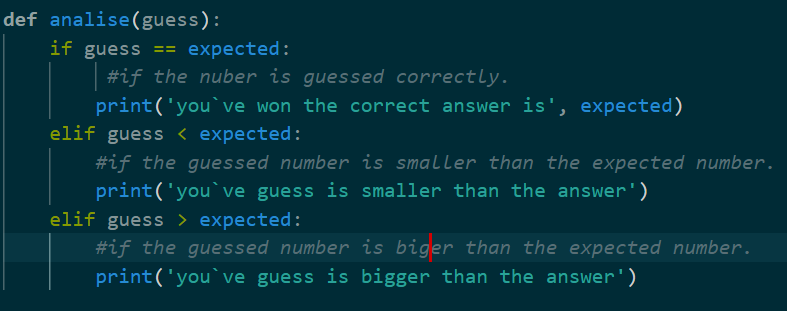 def analise(guess):
    if guess == expected:
         #if the nuber is guessed correctly.
        print('you`ve won the correct answer is', expected)
    elif guess < expected:
        #if the guessed number is smaller than the expected number.
        print('you`ve guess is smaller than the answer')
    elif guess > expected:
        #if the guessed number is biger than the expected number.
        print('you`ve guess is bigger than the answer')